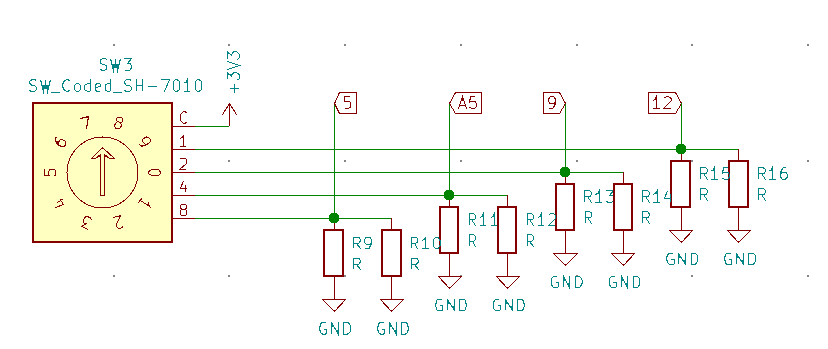 SW3
SW_Coded_SH-7010
+3V3
C
1
2
4
8
0
1
2
3
4
5
6
7
8
9
5
A5
9
12
R9
R
R10
R
R11
R
R12
R
R13
R
R14
R
R15
R
R16
R
GND
GND
GND
GND
GND
GND
GND
GND